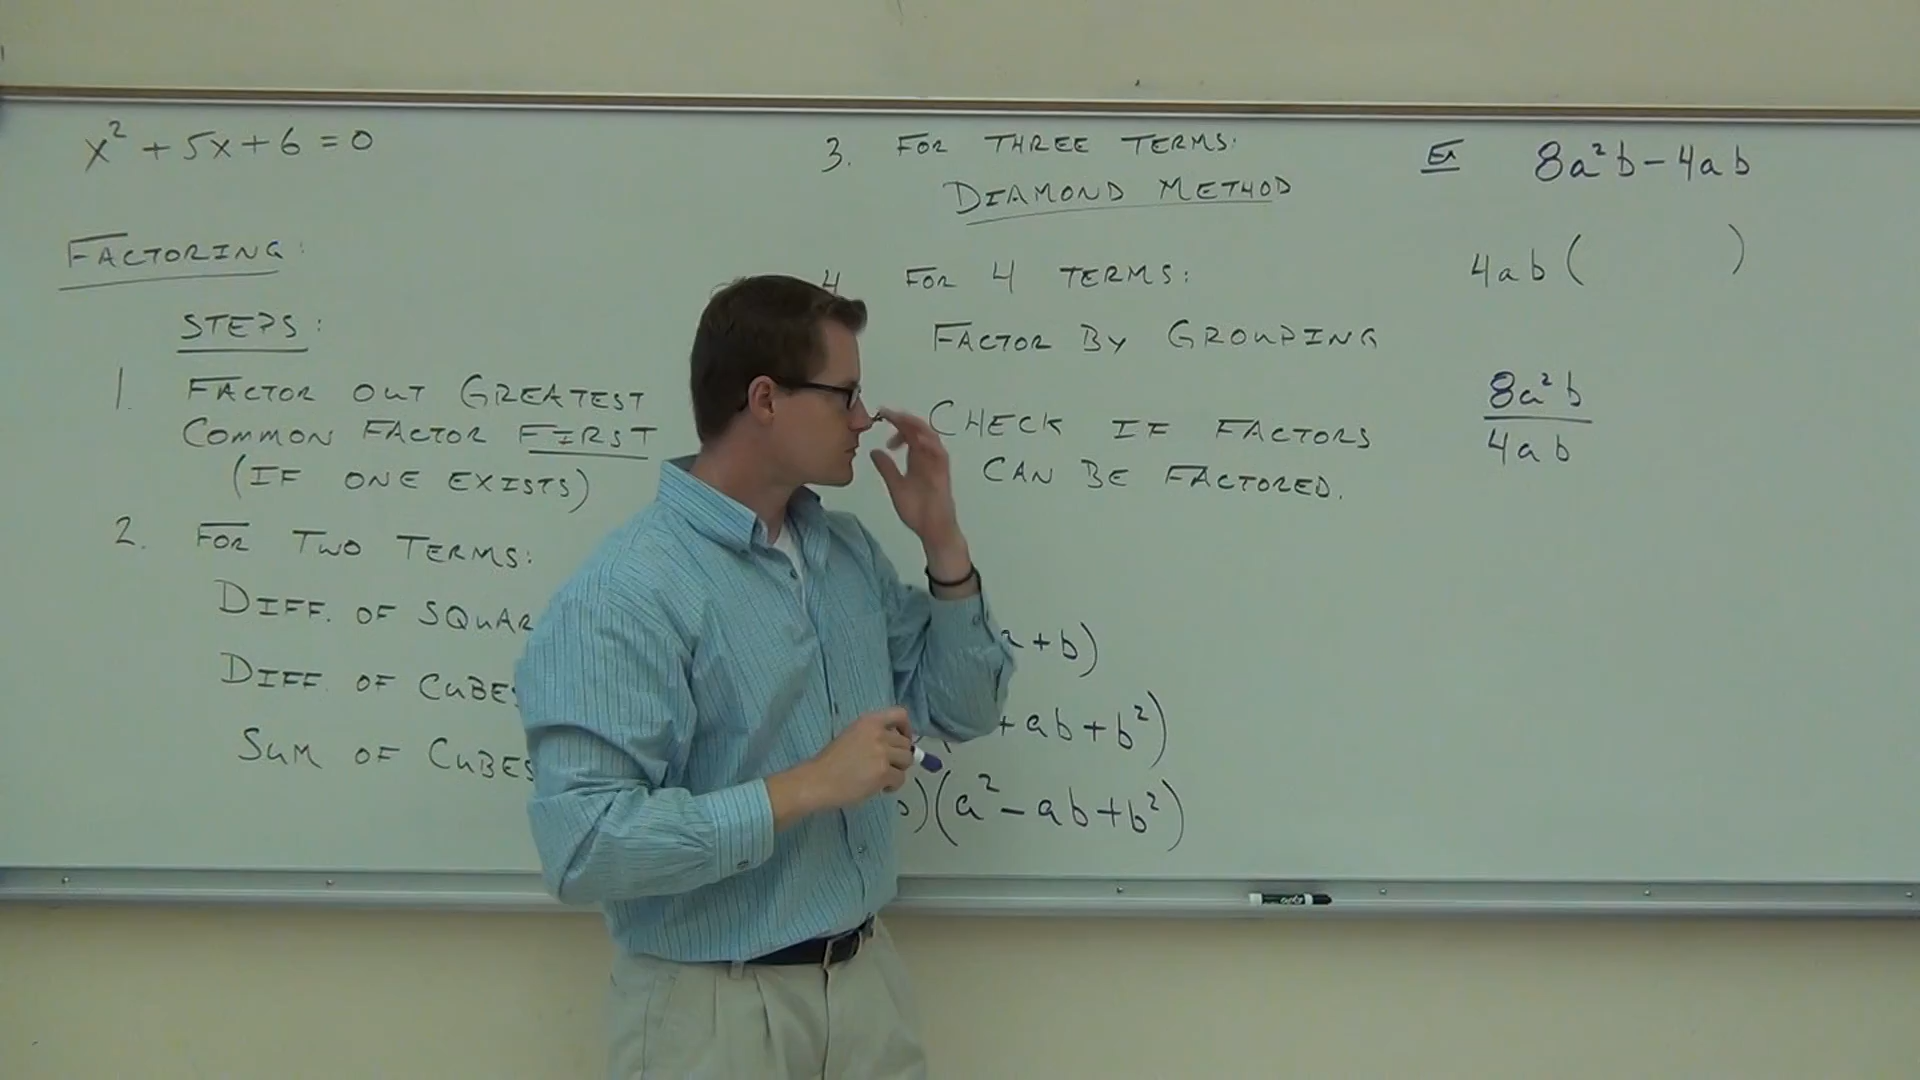 x² + 5x + 6 = 0
FACTORING:
STEPS:
1 FACTOR OUT GREATEST
COMMON FACTOR FIRST
(IF ONE EXISTS)
2. FOR TWO TERMS:
DIFF. OF SQUAR
DIFF. OF CUBES
SUM OF CUBES
3. FOR THREE TERMS:
DIAMOND METHOD
4 FOR 4 TERMS:
FACTOR BY GROUPING
CHECK IF FACTORS
CAN BE FACTORED.
a + b)
+ ab + b²)
)(a² - ab + b²)
EX 8a²b - 4ab
4ab ( )
8a²b
4ab